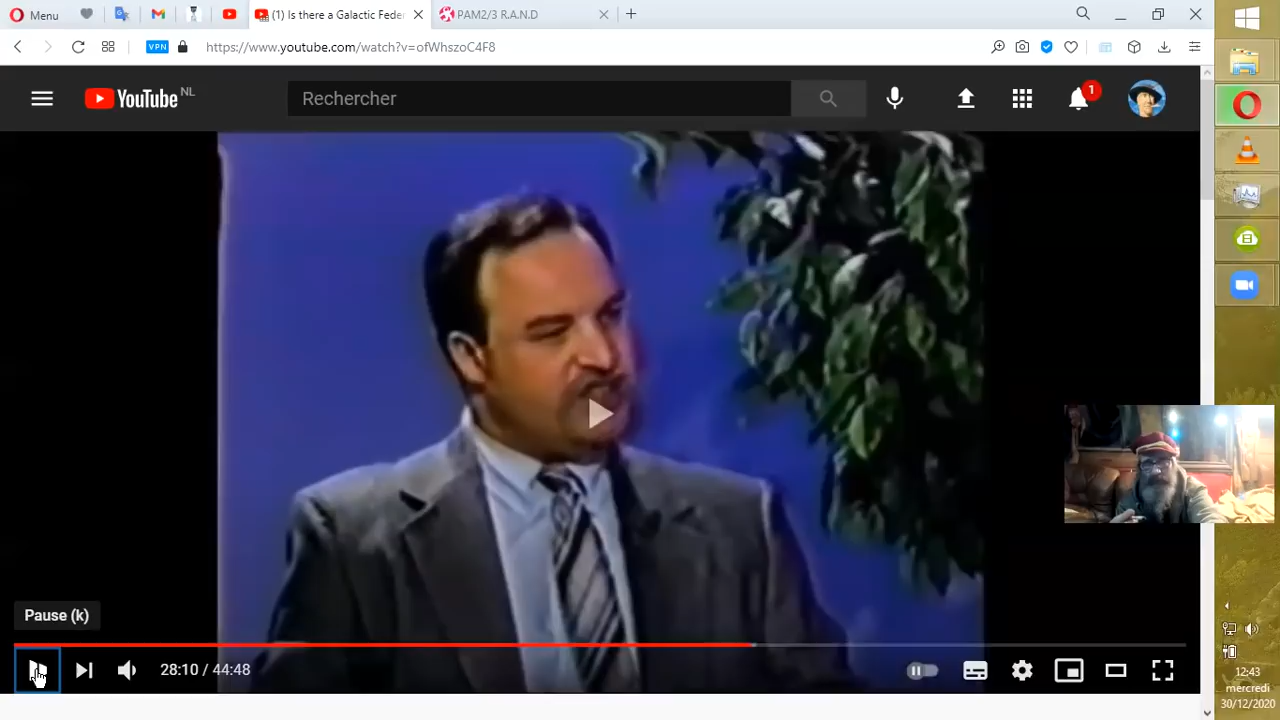 Menu
(1) Is there a Galactic Feder
PAM2/3 R.A.N.D
VPN
https://www.youtube.com/watch?v=ofWhszoC4F8
YouTube NL
Rechercher
1
Pause (k)
28:10 / 44:48
12:43
mercredi
30/12/2020